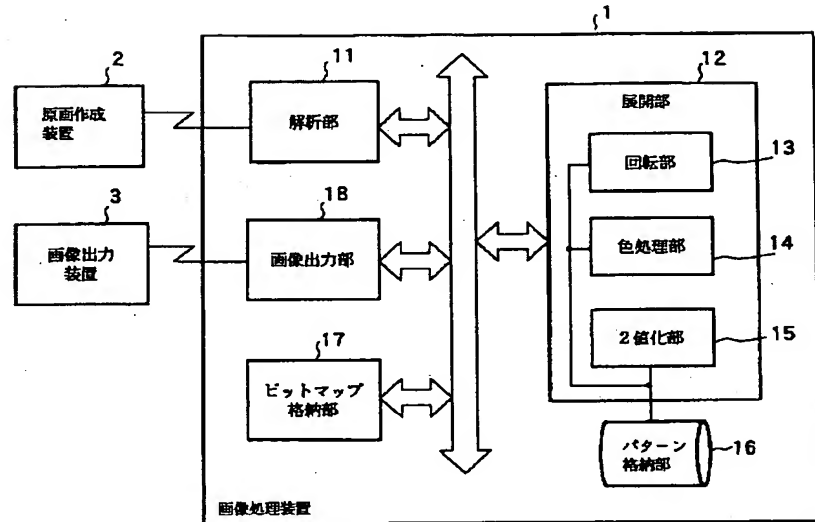 1
2
原画作成
装置
11
解析部
12
展開部
回転部
13
3
画像出力
装置
18
画像出力部
色処理部
14
17
ビットマップ
格納部
2値化部
15
パターン
格納部
16
画像処理装置